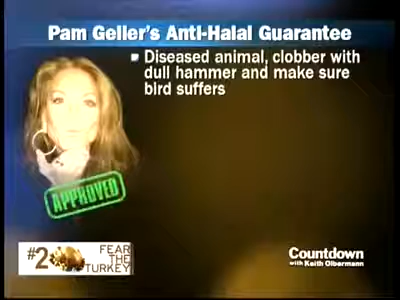 Pam Geller's Anti-Halal Guarantee
Diseased animal, clobber with
dull hammer and make sure
bird suffers
APPROVED
#2
FEAR
THE
TURKEY
Countdown
with Keith Olbermann